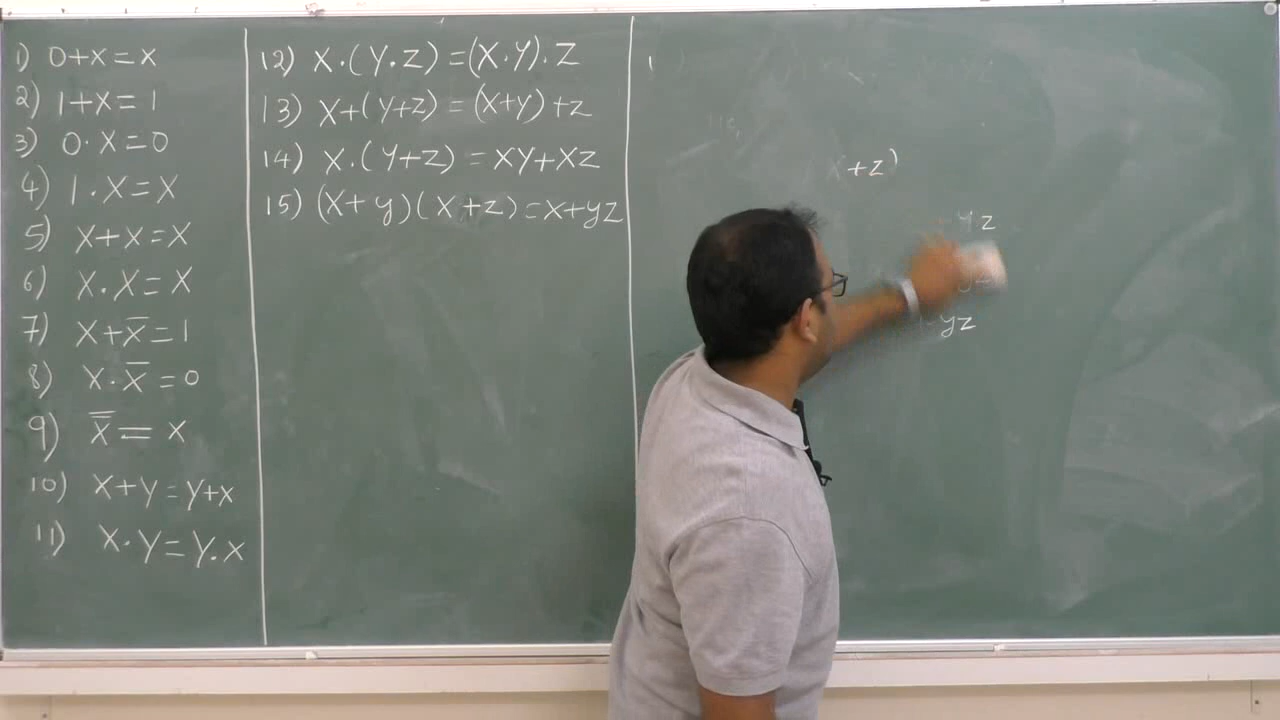 1) 0+x=x
2) 1+x=1
3) 0·x=0
4) 1·x=x
5) x+x=x
6) x·x=x
7) x+x̅=1
8) x·x̅=0
9) x̿=x
10) x+y=y+x
11) x·y=y·x
12) x·(y·z)=(x·y)·z
13) x+(y+z)=(x+y)+z
14) x·(y+z)=xy+xz
15) (x+y)(x+z)=x+yz
+z)
yz
yz